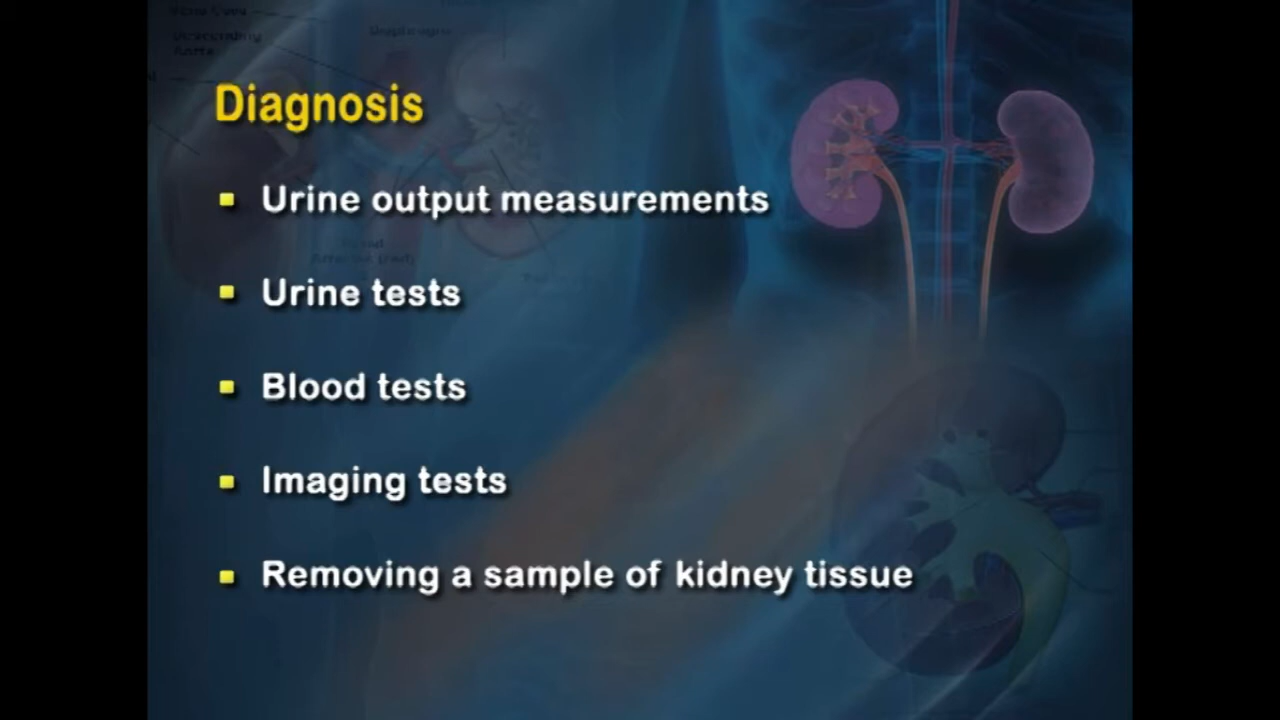 Diagnosis
Urine output measurements
Urine tests
Blood tests
Imaging tests
Removing a sample of kidney tissue